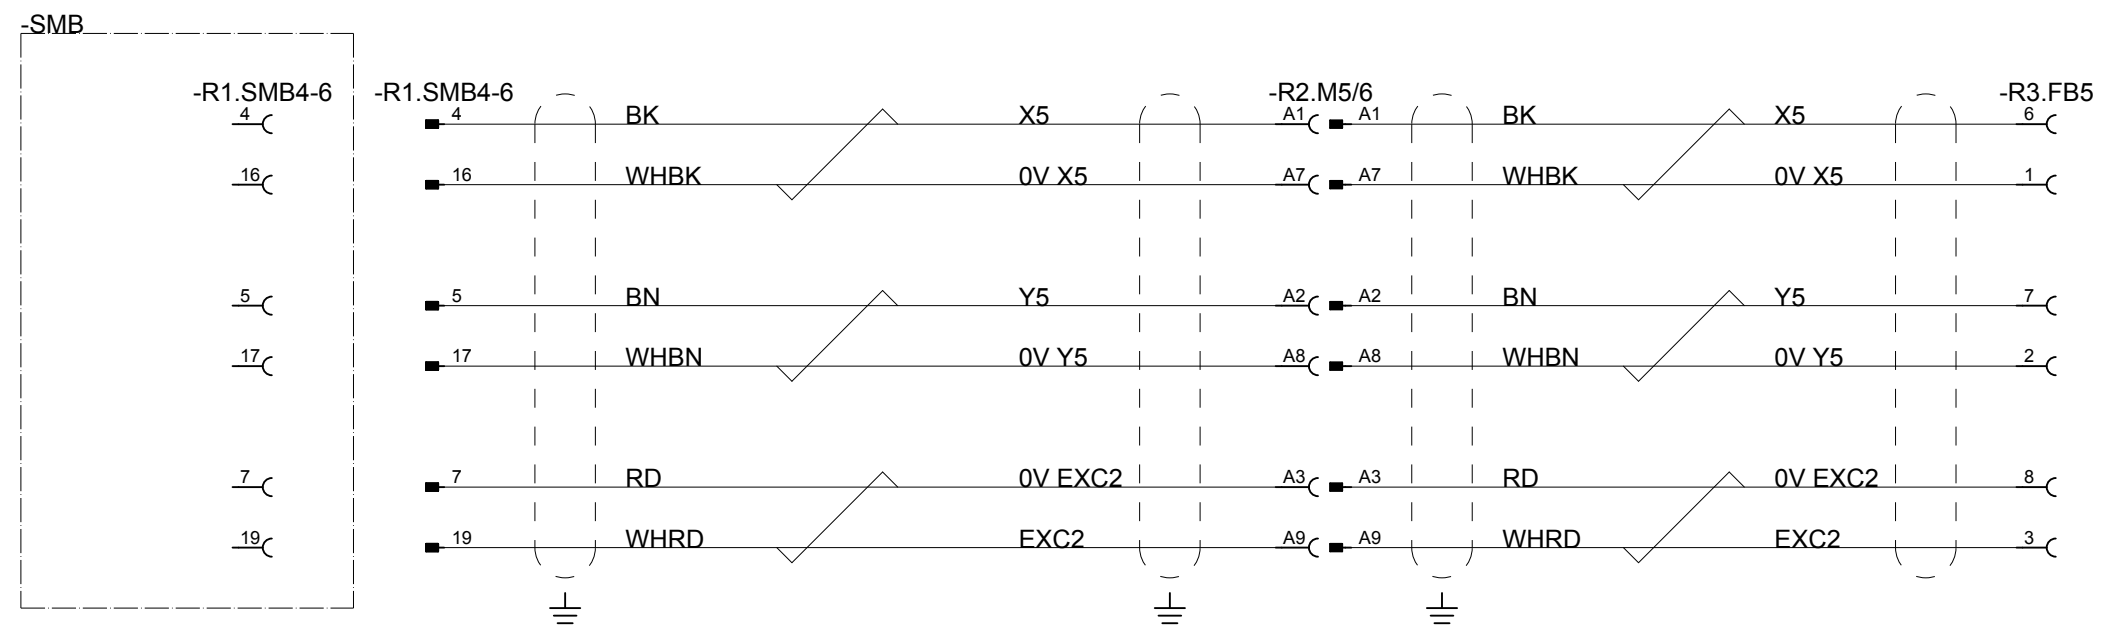 -SMB
-R1.SMB4-6 -R1.SMB4-6 -R2.M5/6 -R3.FB5
4 4 BK X5 A1 A1 BK X5 6
16 16 WHBK 0V X5 A7 A7 WHBK 0V X5 1
5 5 BN Y5 A2 A2 BN Y5 7
17 17 WHBN 0V Y5 A8 A8 WHBN 0V Y5 2
7 7 RD 0V EXC2 A3 A3 RD 0V EXC2 8
19 19 WHRD EXC2 A9 A9 WHRD EXC2 3